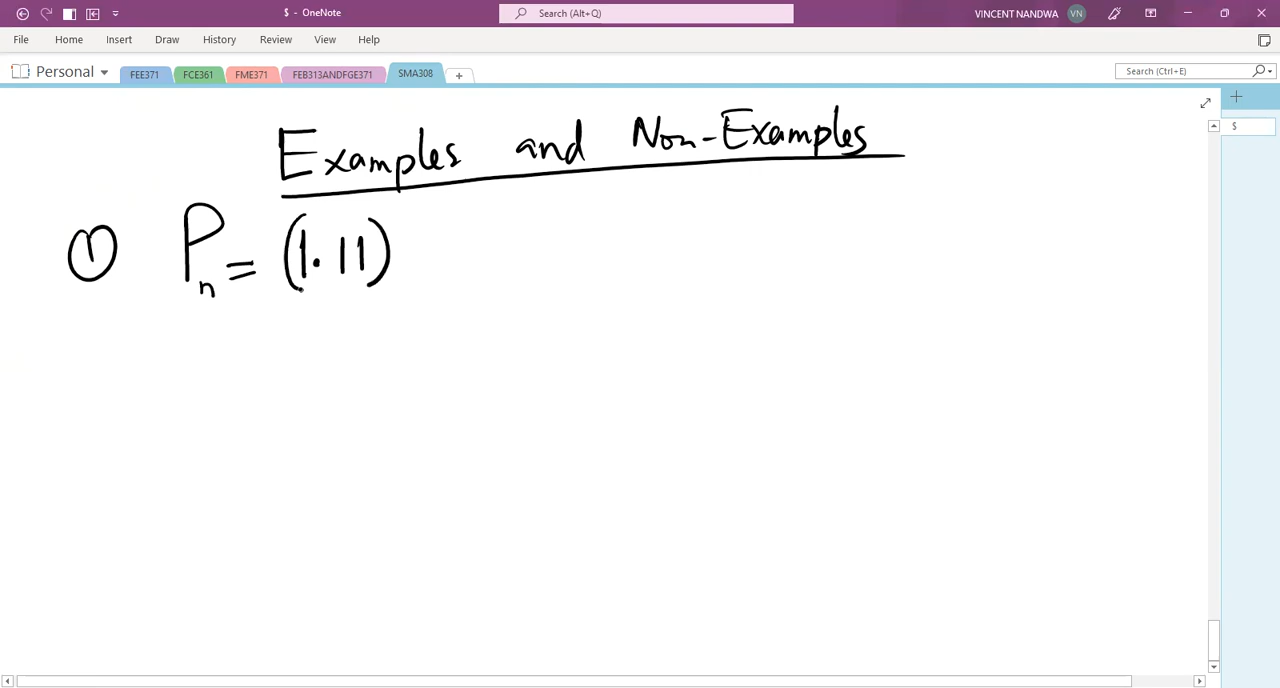 $ - OneNote
Search (Alt+Q)
VINCENT NANDWA VN
File Home Insert Draw History Review View Help
Personal FEE371 FCE361 FME371 FEB313ANDFGE371 SMA308 +
Search (Ctrl+E)
Examples and Non-Examples
$
① Pn = (1.11)